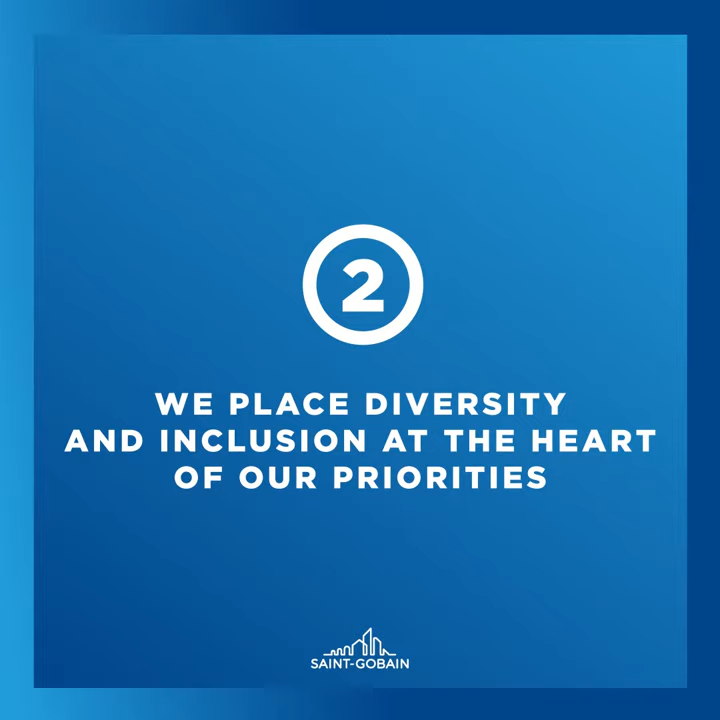 2
WE PLACE DIVERSITY
AND INCLUSION AT THE HEART
OF OUR PRIORITIES
SAINT-GOBAIN